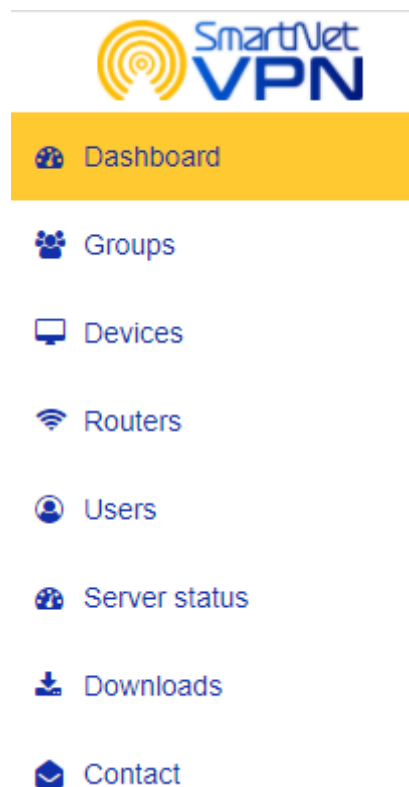 SmartNet
VPN
Dashboard
Groups
Devices
Routers
Users
Server status
Downloads
Contact